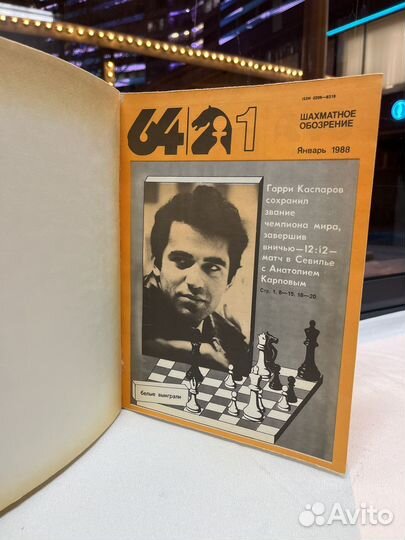 ISSN 0206—8318
64 1
ШАХМАТНОЕ
ОБОЗРЕНИЕ
Январь 1988
Гарри Каспаров
сохранил
звание
чемпиона мира,
завершив
вничью—12:12—
матч в Севилье
с Анатолием
Карповым.
Стр. 1, 8—15, 18—20.
белые выиграли
Avito